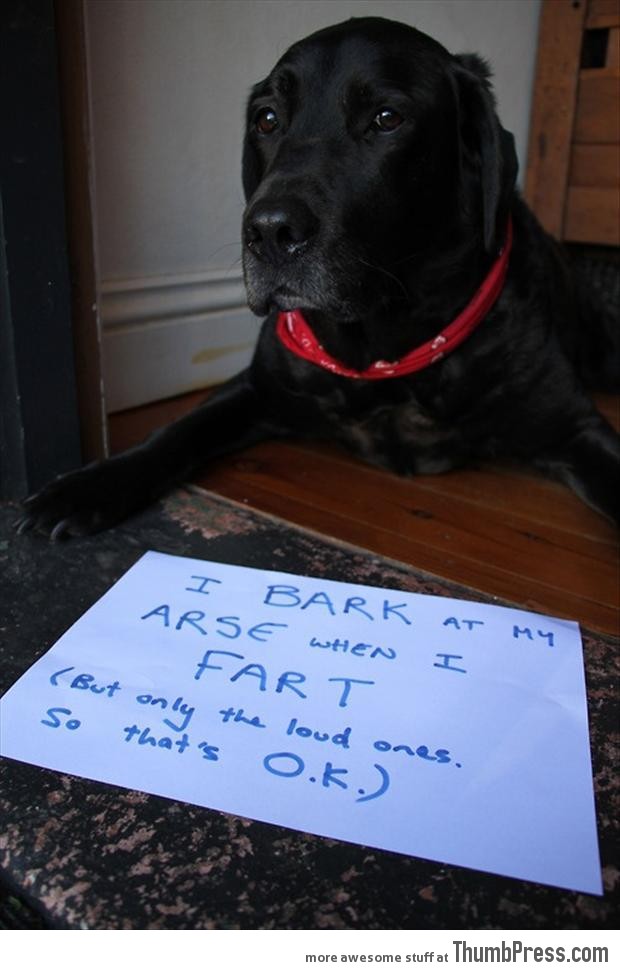 I BARK AT MY
ARSE WHEN I
FART
(But only the loud ones.
So that's O.K.)
more awesome stuff at ThumbPress.com